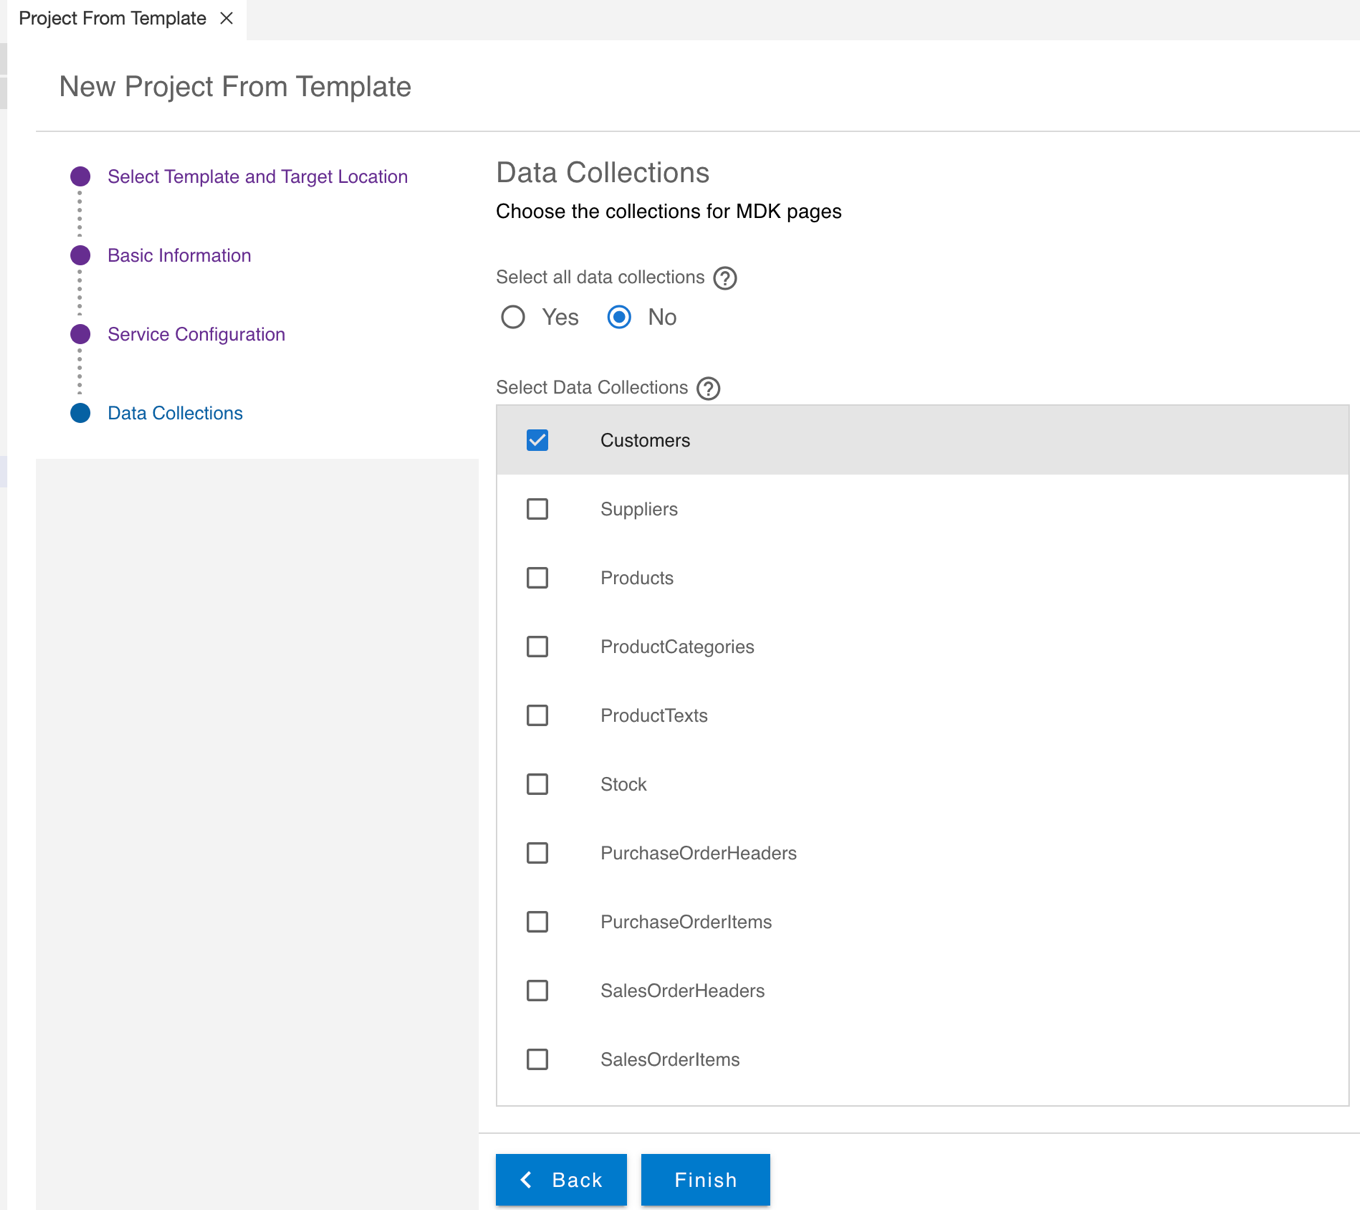 Project From Template
New Project From Template
Select Template and Target Location
Basic Information
Service Configuration
Data Collections
Data Collections
Choose the collections for MDK pages
Select all data collections ?
Yes No
Select Data Collections ?
Customers
Suppliers
Products
ProductCategories
ProductTexts
Stock
PurchaseOrderHeaders
PurchaseOrderItems
SalesOrderHeaders
SalesOrderItems
Back Finish